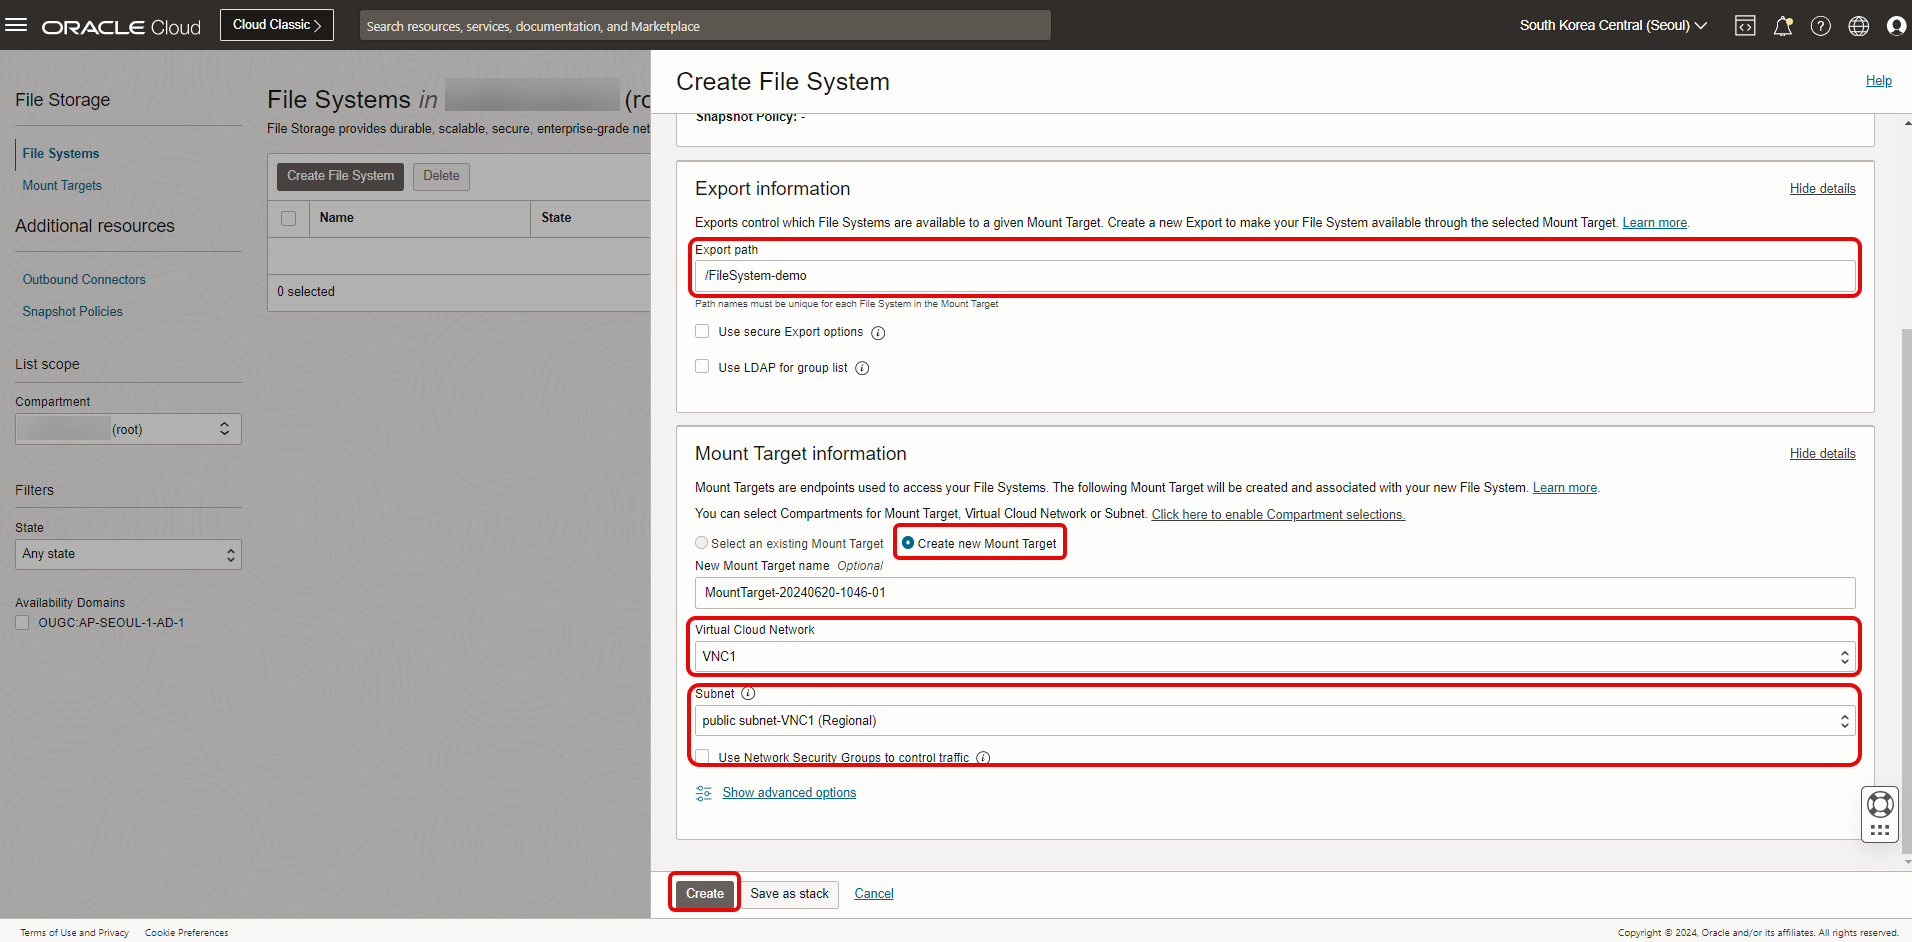 ORACLE Cloud
Cloud Classic
Search resources, services, documentation, and Marketplace
South Korea Central (Seoul)
File Storage
File Systems
Mount Targets
Additional resources
Outbound Connectors
Snapshot Policies
List scope
Compartment
(root)
Filters
State
Any state
Availability Domains
OUGC:AP-SEOUL-1-AD-1
File Systems in (ro
File Storage provides durable, scalable, secure, enterprise-grade net
Create File System Delete
Name State
0 selected
Create File System
Help
Snapshot Policy: -
Export information
Hide details
Exports control which File Systems are available to a given Mount Target. Create a new Export to make your File System available through the selected Mount Target. Learn more.
Export path
/FileSystem-demo
Path names must be unique for each File System in the Mount Target
Use secure Export options
Use LDAP for group list
Mount Target information
Hide details
Mount Targets are endpoints used to access your File Systems. The following Mount Target will be created and associated with your new File System. Learn more.
You can select Compartments for Mount Target, Virtual Cloud Network or Subnet. Click here to enable Compartment selections.
Select an existing Mount Target Create new Mount Target
New Mount Target name Optional
MountTarget-20240620-1046-01
Virtual Cloud Network
VNC1
Subnet
public subnet-VNC1 (Regional)
Use Network Security Groups to control traffic
Show advanced options
Create Save as stack Cancel
Terms of Use and Privacy Cookie Preferences
Copyright © 2024, Oracle and/or its affiliates. All rights reserved.